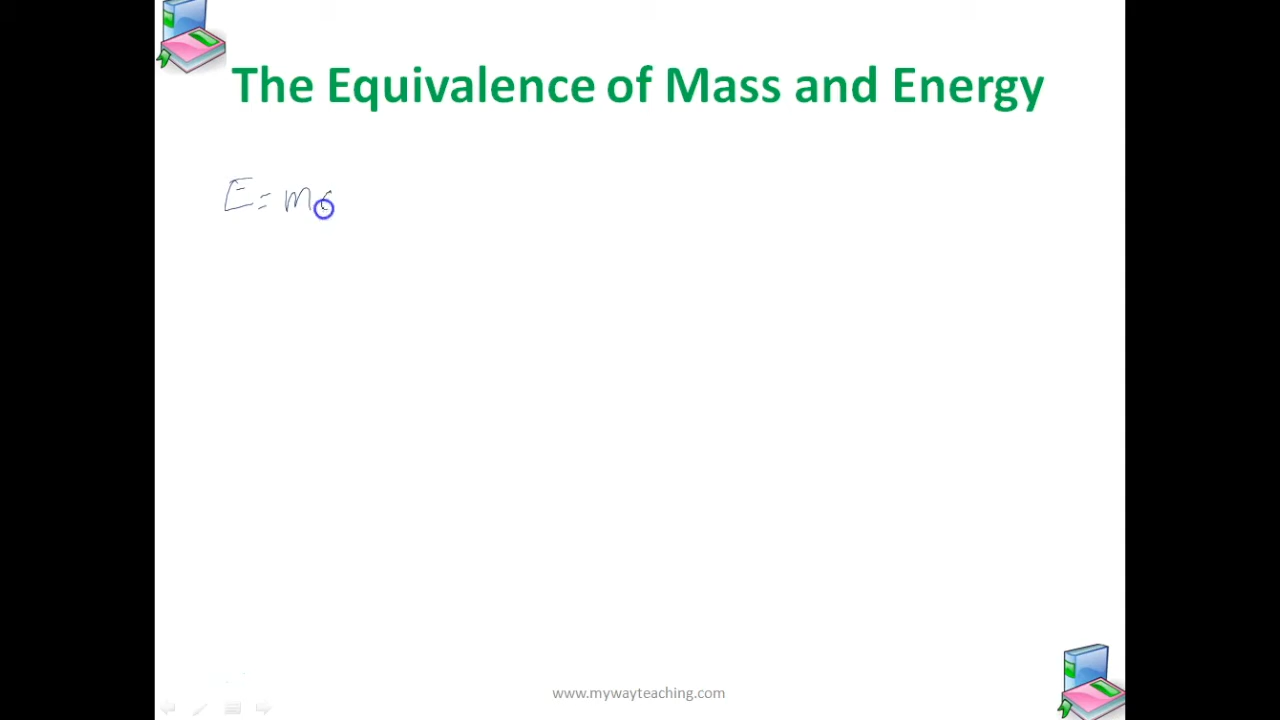 The Equivalence of Mass and Energy
E = mc
www.mywayteaching.com